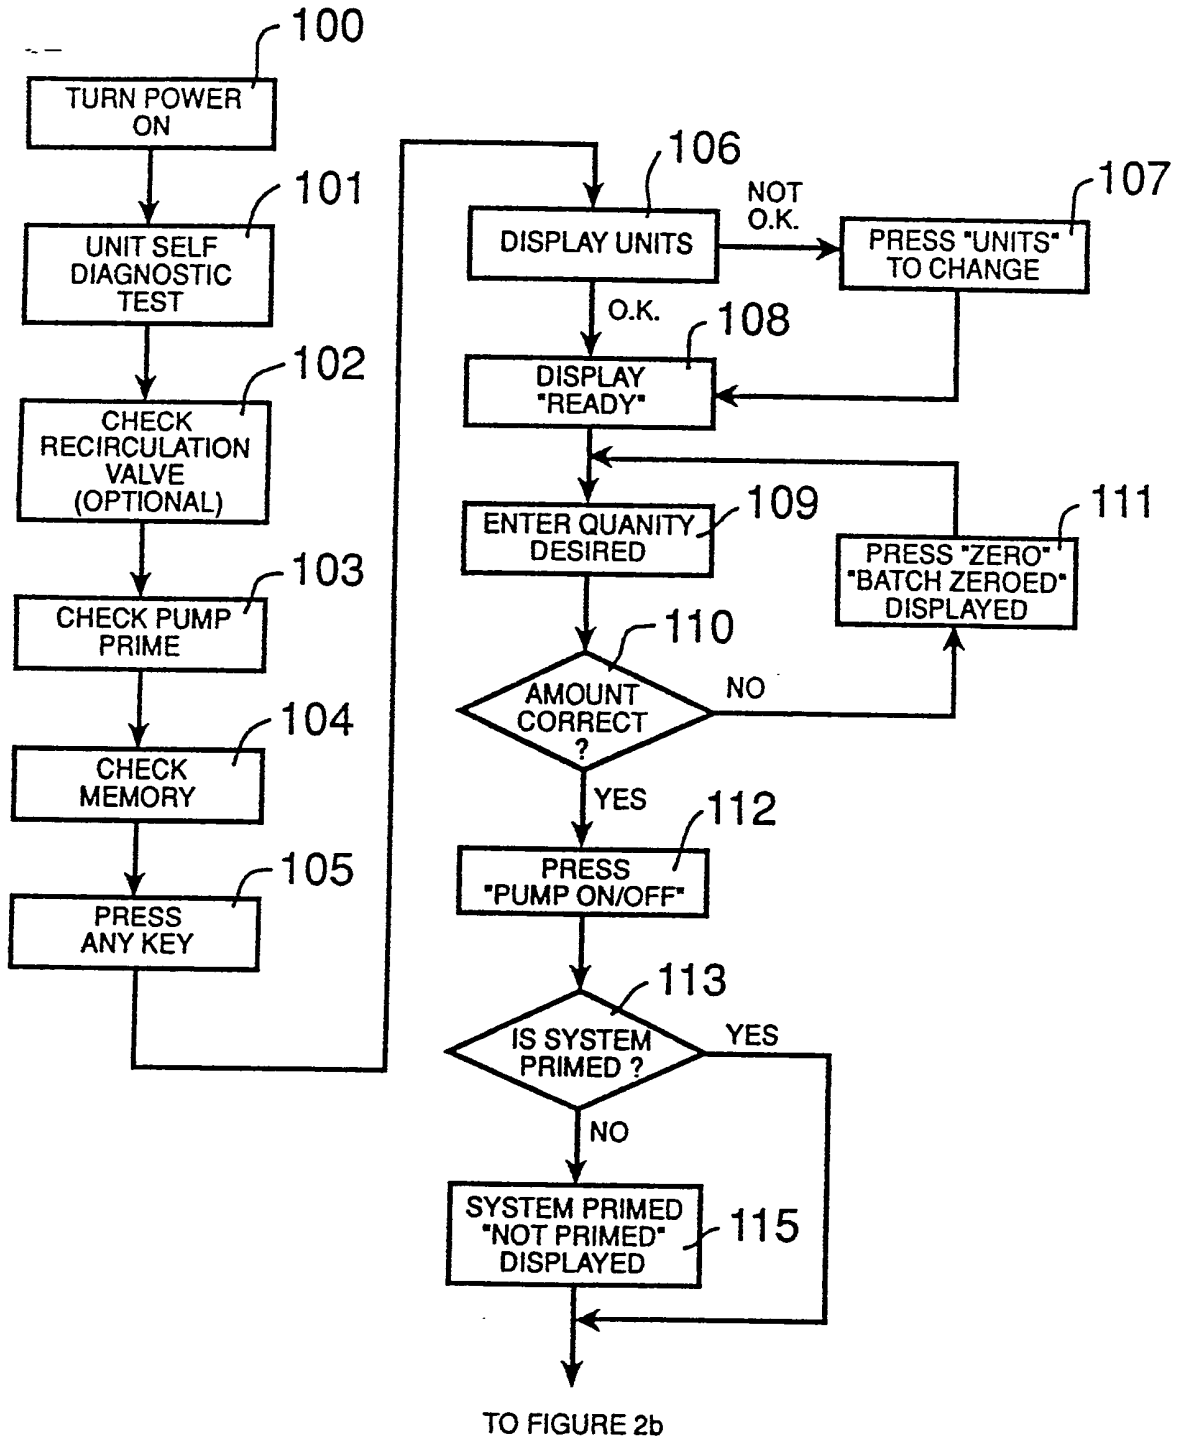 100
TURN POWER
ON
101
UNIT SELF
DIAGNOSTIC
TEST
102
CHECK
RECIRCULATION
VALVE
(OPTIONAL)
103
CHECK PUMP
PRIME
104
CHECK
MEMORY
105
PRESS
ANY KEY
106
DISPLAY UNITS
NOT
O.K.
107
PRESS "UNITS"
TO CHANGE
O.K.
108
DISPLAY
"READY"
109
ENTER QUANITY
DESIRED
111
PRESS "ZERO"
"BATCH ZEROED"
DISPLAYED
110
AMOUNT
CORRECT
?
NO
YES
112
PRESS
"PUMP ON/OFF"
113
IS SYSTEM
PRIMED ?
YES
NO
115
SYSTEM PRIMED
"NOT PRIMED"
DISPLAYED
TO FIGURE 2b